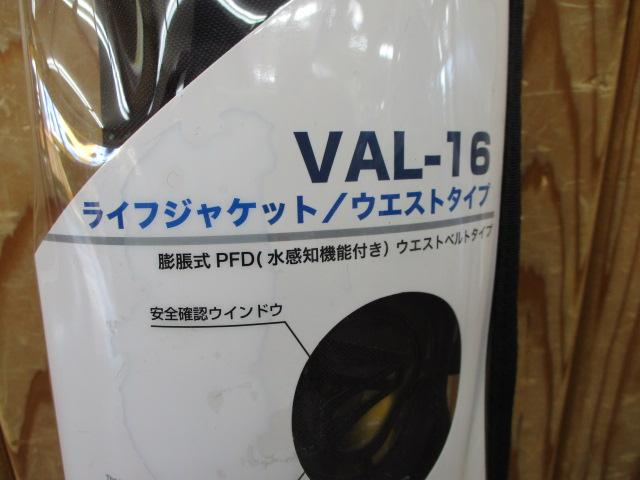 VAL-16
ライフジャケット／ウエストタイプ
膨脹式 PFD( 水感知機能付き) ウエストベルトタイプ
安全確認ウインドウ